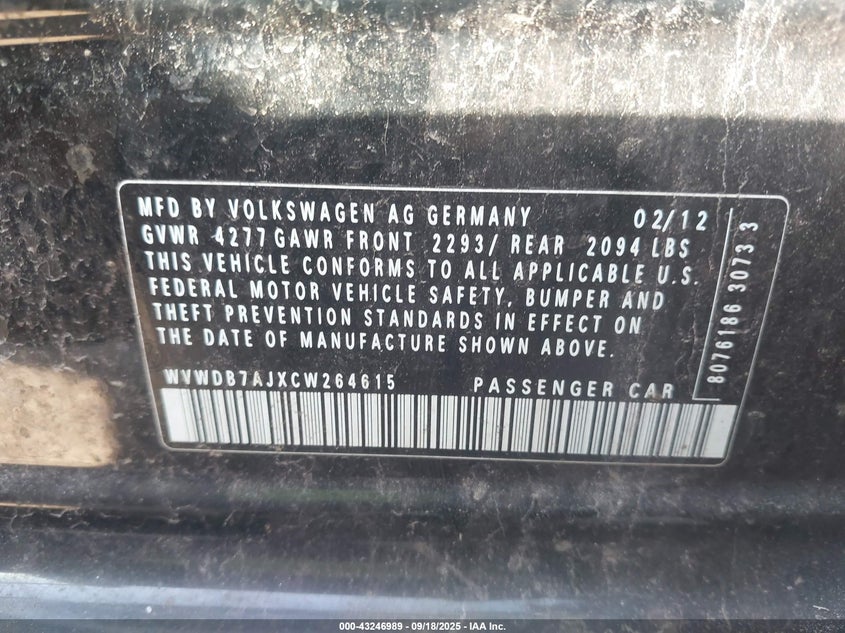 MFD BY VOLKSWAGEN AG GERMANY 02/12
GVWR 4277 GAWR FRONT 2293/ REAR 2094 LBS
THIS VEHICLE CONFORMS TO ALL APPLICABLE U.S.
FEDERAL MOTOR VEHICLE SAFETY, BUMPER AND
THEFT PREVENTION STANDARDS IN EFFECT ON
THE DATE OF MANUFACTURE SHOWN ABOVE.
WVWDB7AJXCW264615 PASSENGER CAR
8076186 3073 3
000-43246989 - 09/18/2025 - IAA Inc.